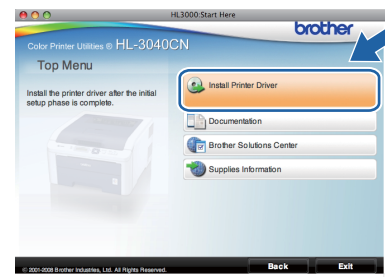 HL3000:Start Here
brother
Color Printer Utilities ® HL-3040CN
Top Menu
Install the printer driver after the initial
setup phase is complete.
Install Printer Driver
Documentation
Brother Solutions Center
Supplies Information
© 2001-2008 Brother Industries, Ltd. All Rights Reserved.
Back
Exit